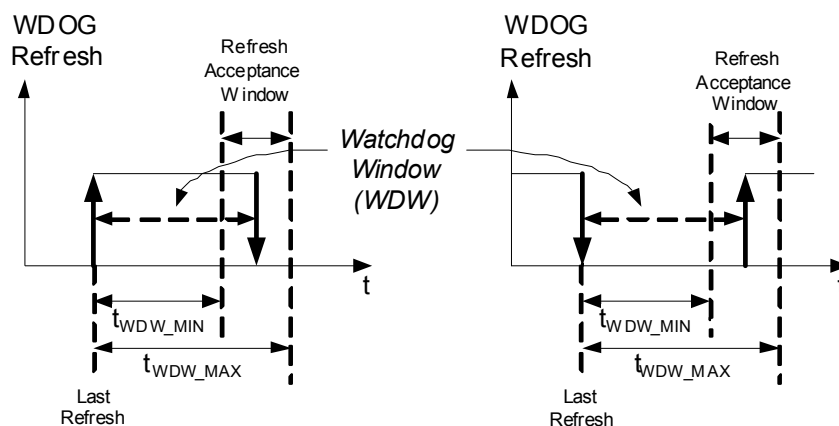 WDOG
Refresh
Refresh
Acceptance
Window
t
tWDW_MIN
tWDW_MAX
Last
Refresh
Watchdog
Window
(WDW)
WDOG
Refresh
Refresh
Acceptance
Window
tWDW_MIN
tWDW_MAX
Last
Refresh